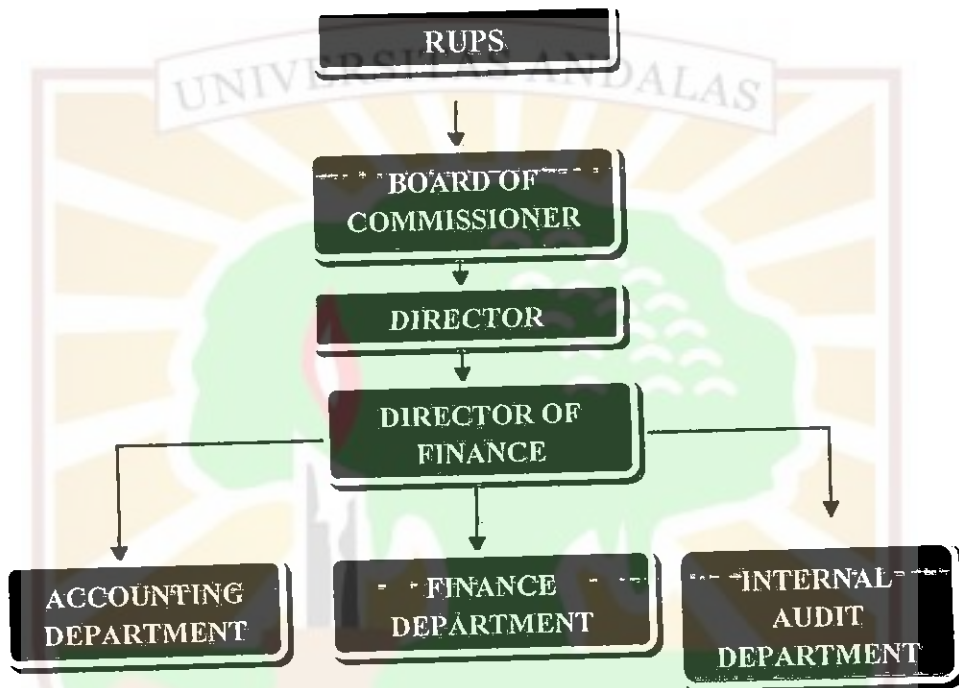 RUPS
UNIVERSITAS ANDALAS
BOARD OF
COMMISSIONER
DIRECTOR
DIRECTOR OF
FINANCE
ACCOUNTING
DEPARTMENT
FINANCE
DEPARTMENT
INTERNAL
AUDIT
DEPARTMENT